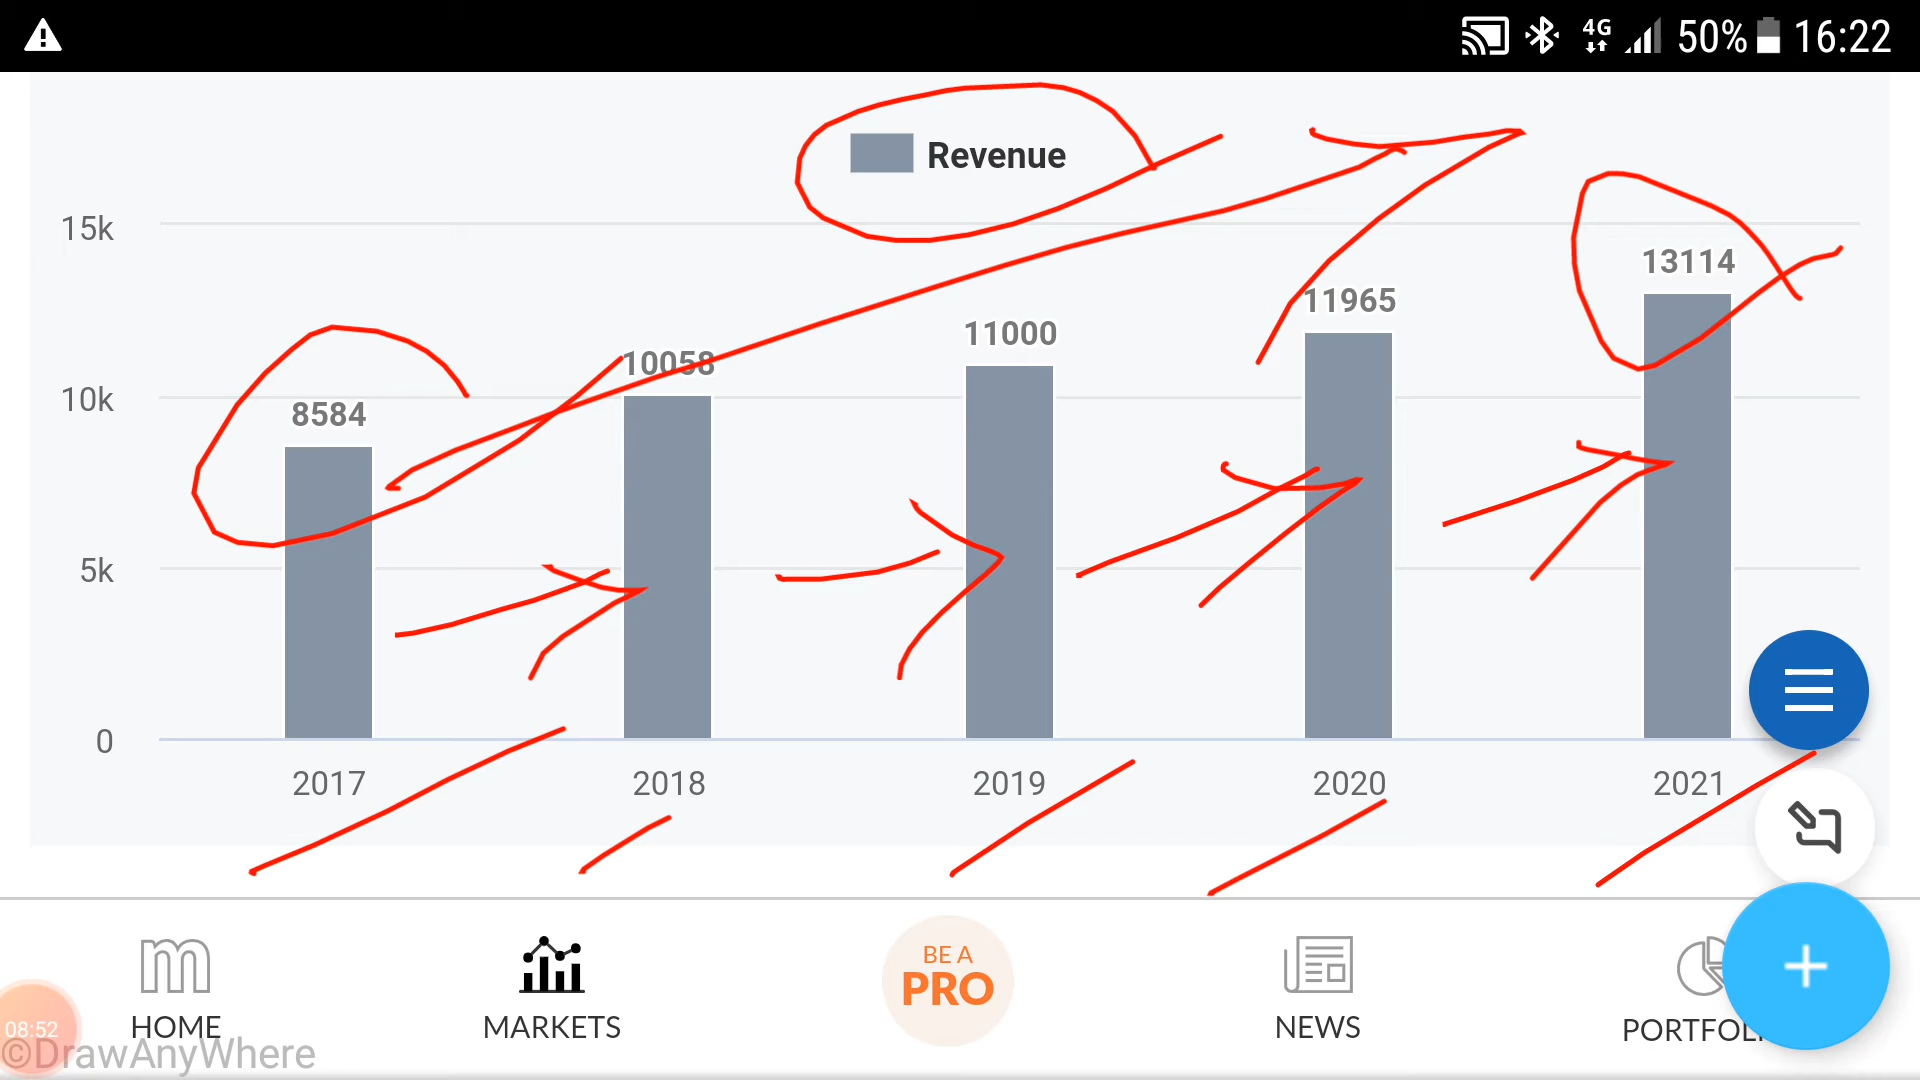 4G 50% 16:22
Revenue
15k
13114
11965
11000
10058
10k
8584
5k
0
2017 2018 2019 2020 2021
BE A
PRO
08:52
HOME MARKETS NEWS
©DrawAnyWhere